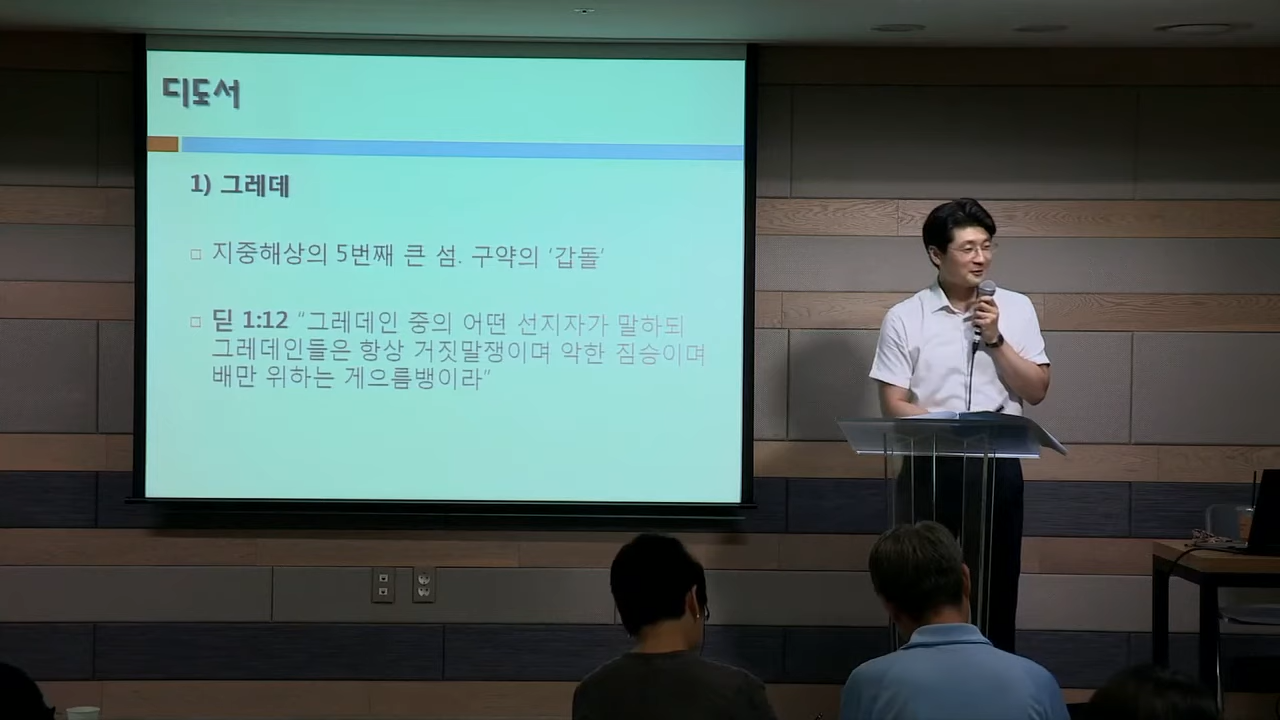 디도서
1) 그레데
□ 지중해상의 5번째 큰 섬. 구약의 ‘갑돌’
□ 딛 1:12 “그레데인 중의 어떤 선지자가 말하되
그레데인들은 항상 거짓말쟁이며 악한 짐승이며
배만 위하는 게으름뱅이라”